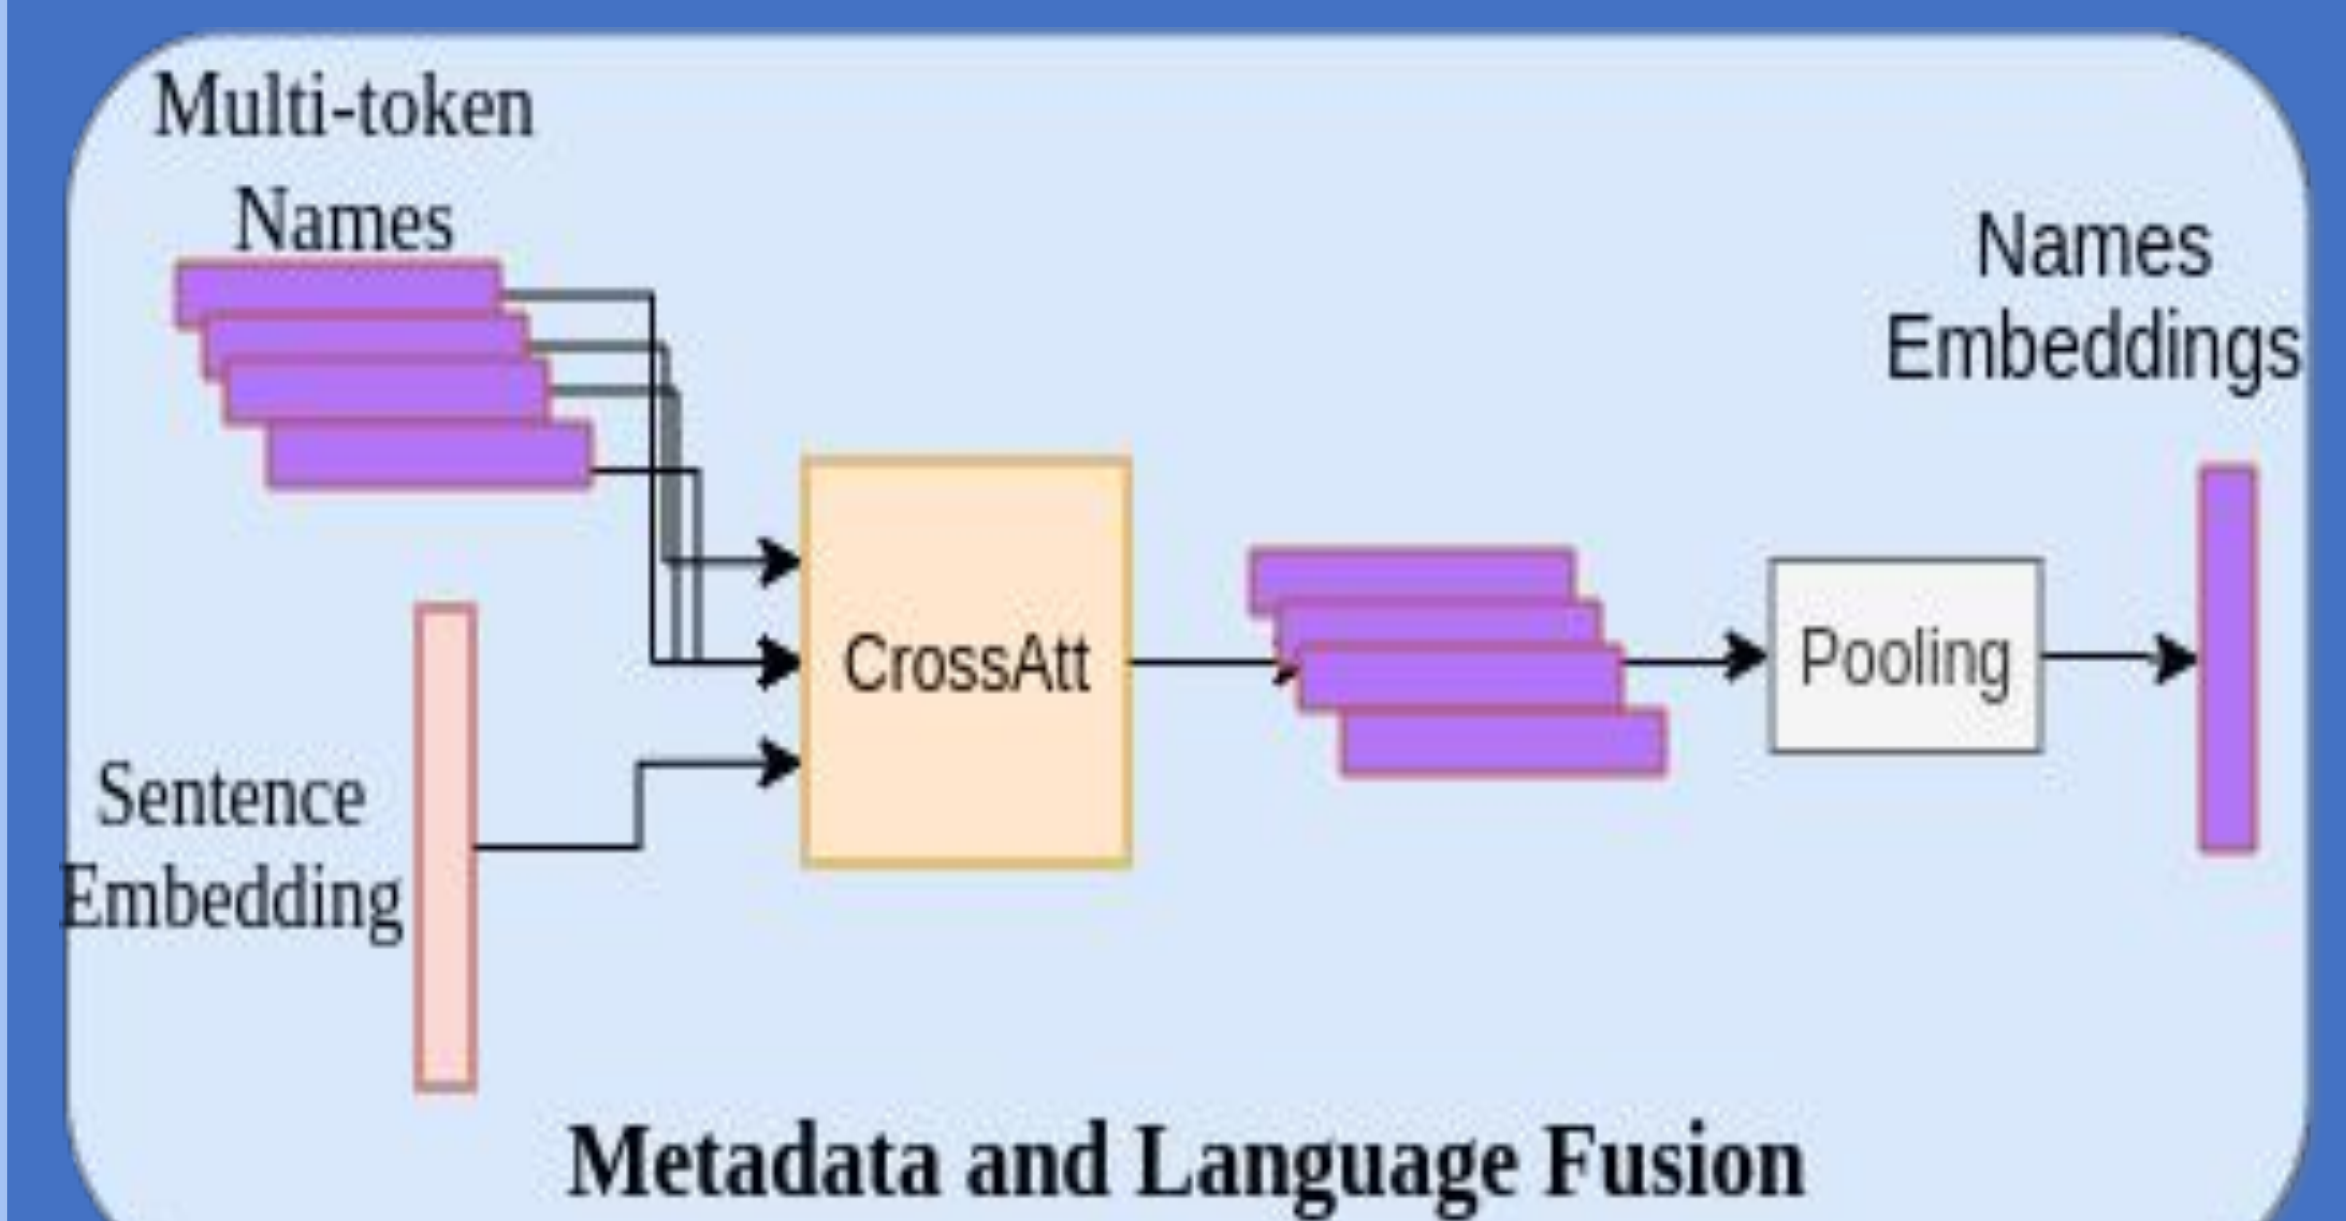 Multi-token
Names
Names
Embeddings
CrossAtt
Pooling
Sentence
Embedding
Metadata and Language Fusion